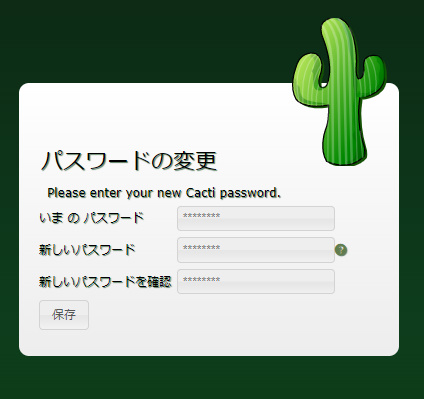 パスワードの変更
Please enter your new Cacti password.
いま の パスワード ********
新しいパスワード ******** ?
新しいパスワードを確認 ********
保存